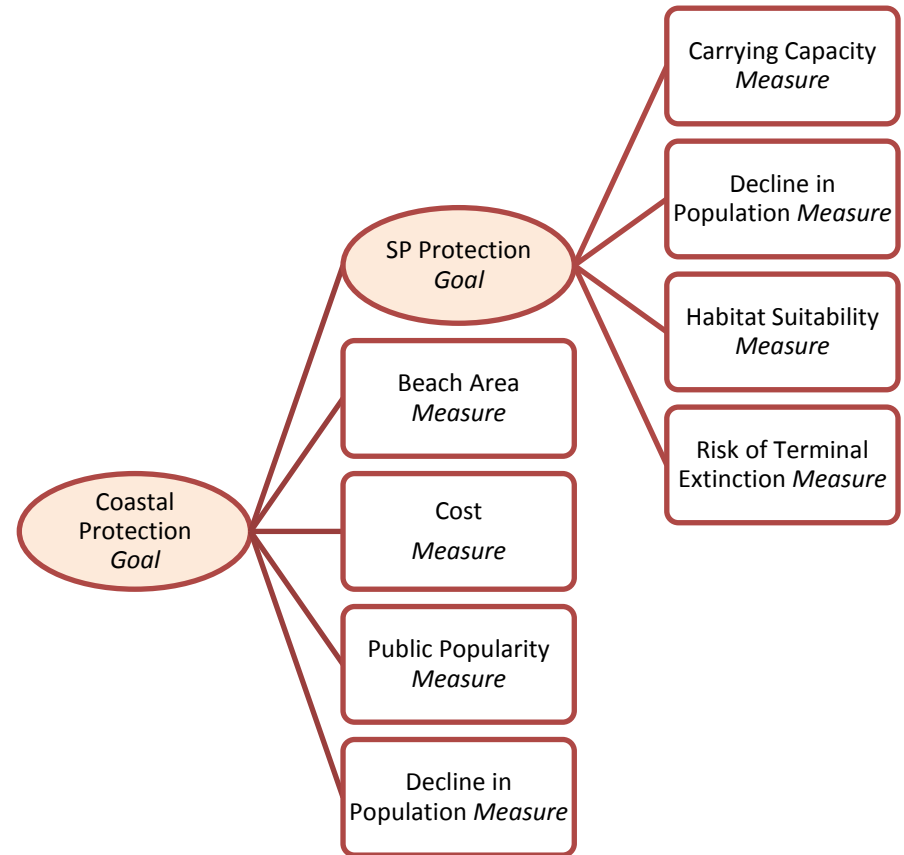 Coastal
Protection
Goal
SP Protection
Goal
Beach Area
Measure
Cost
Measure
Public Popularity
Measure
Decline in
Population Measure
Carrying Capacity
Measure
Decline in
Population Measure
Habitat Suitability
Measure
Risk of Terminal
Extinction Measure